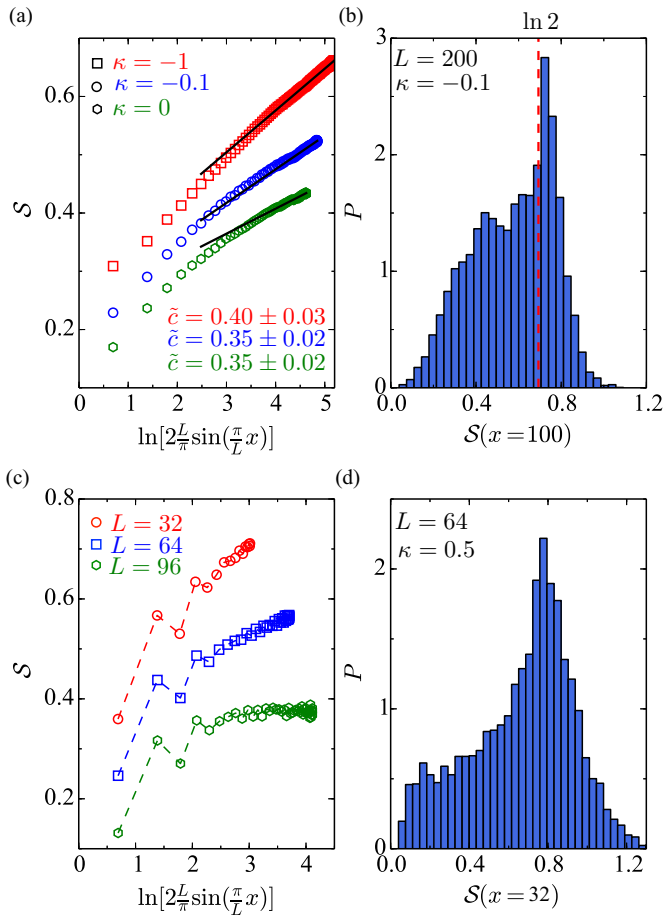 (a)
κ = −1
κ = −0.1
κ = 0
c̃ = 0.40 ± 0.03
c̃ = 0.35 ± 0.02
c̃ = 0.35 ± 0.02
0.6
0.4
0.2
S
0 1 2 3 4 5
ln[2 L/π sin(π/L x)]
(b)
ln 2
L = 200
κ = −0.1
3
2
1
0
P
0.0 0.4 0.8 1.2
S(x = 100)
(c)
L = 32
L = 64
L = 96
0.8
0.6
0.4
0.2
S
0 1 2 3 4
ln[2 L/π sin(π/L x)]
(d)
L = 64
κ = 0.5
2
1
0
P
0.0 0.4 0.8 1.2
S(x = 32)